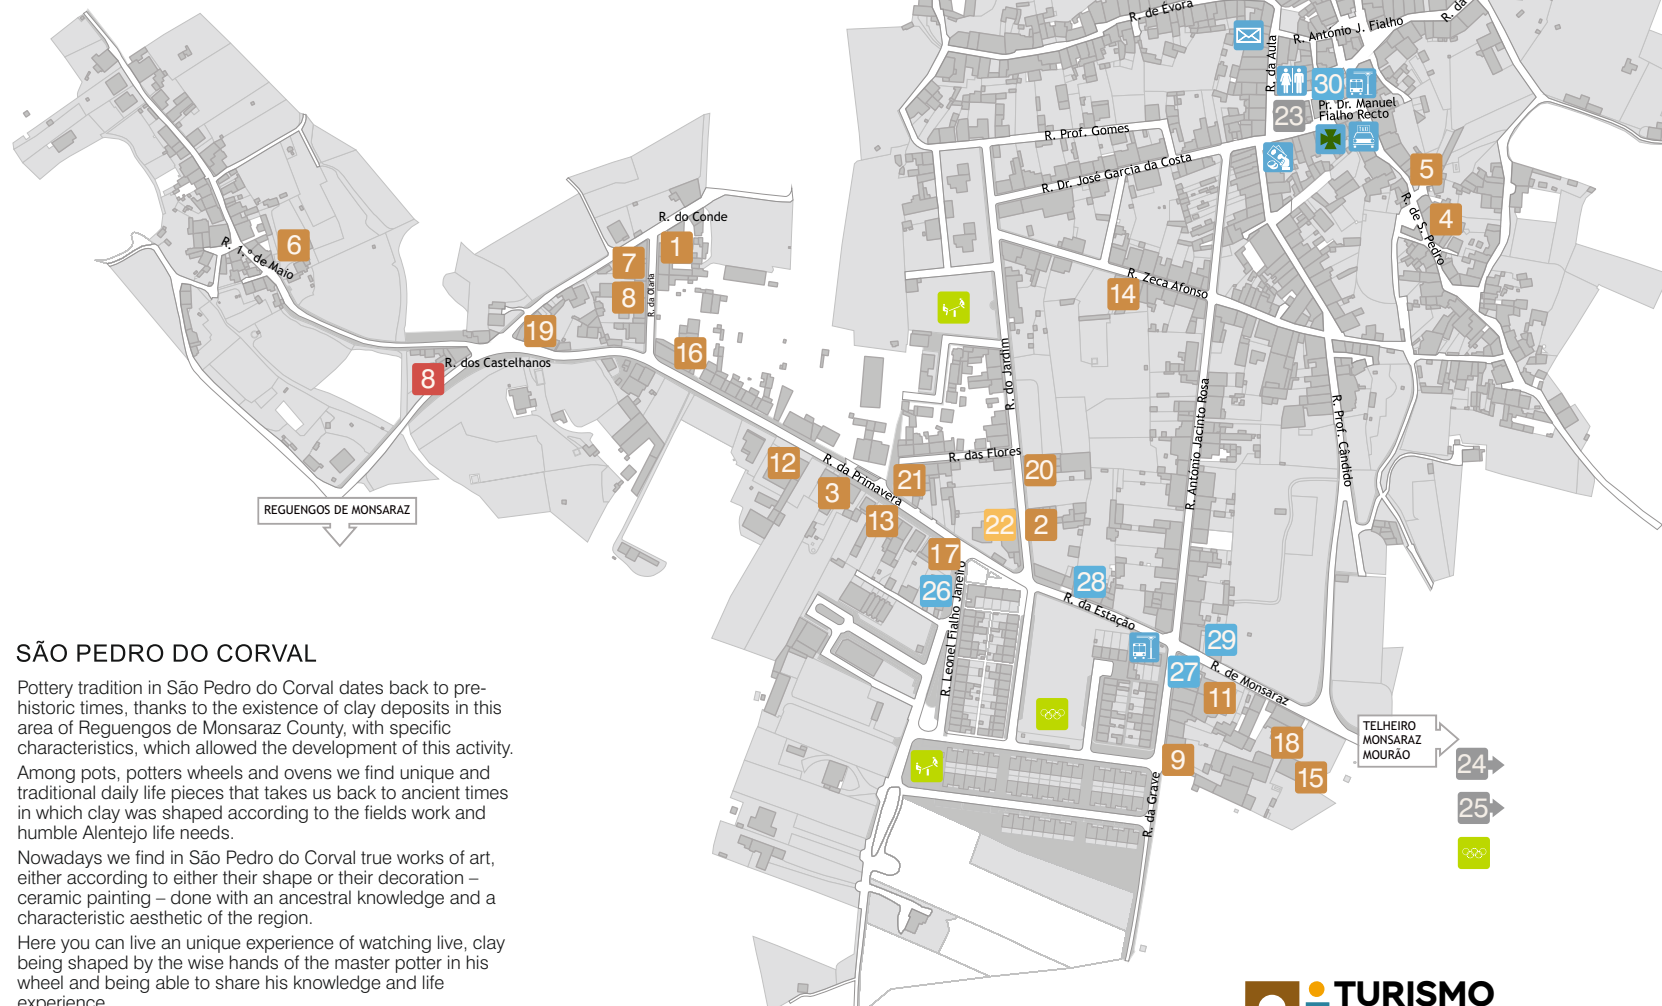 R. de Évora
R. António J. Fialho
R. da
R. da Aula
30
Pr. Dr. Manuel
Fialho Recto
23
R. Prof. Gomes
R. Dr. José Garcia da Costa
5
4
R. de S. Pedro
R. do Conde
1
6
R. 1.º de Maio
7
8
R. da Olaria
R. Zeca Afonso
14
19
16
R. dos Castelhanos
8
R. do Jardim
R. António Jacinto Rosa
R. Prof. Cândido
12
R. da Primavera
3
21
R. das Flores
20
13
22
2
REGUENGOS DE MONSARAZ
17
26
R. Leonel Fialho Janeiro
28
R. da Estação
29
27
R. de Monsaraz
11
18
15
9
R. da Grave
TELHEIRO
MONSARAZ
MOURÃO
24
25
SÃO PEDRO DO CORVAL
Pottery tradition in São Pedro do Corval dates back to pre-
historic times, thanks to the existence of clay deposits in this
area of Reguengos de Monsaraz County, with specific
characteristics, which allowed the development of this activity.
Among pots, potters wheels and ovens we find unique and
traditional daily life pieces that takes us back to ancient times
in which clay was shaped according to the fields work and
humble Alentejo life needs.
Nowadays we find in São Pedro do Corval true works of art,
either according to either their shape or their decoration –
ceramic painting – done with an ancestral knowledge and a
characteristic aesthetic of the region.
Here you can live an unique experience of watching live, clay
being shaped by the wise hands of the master potter in his
wheel and being able to share his knowledge and life
experience
TURISMO